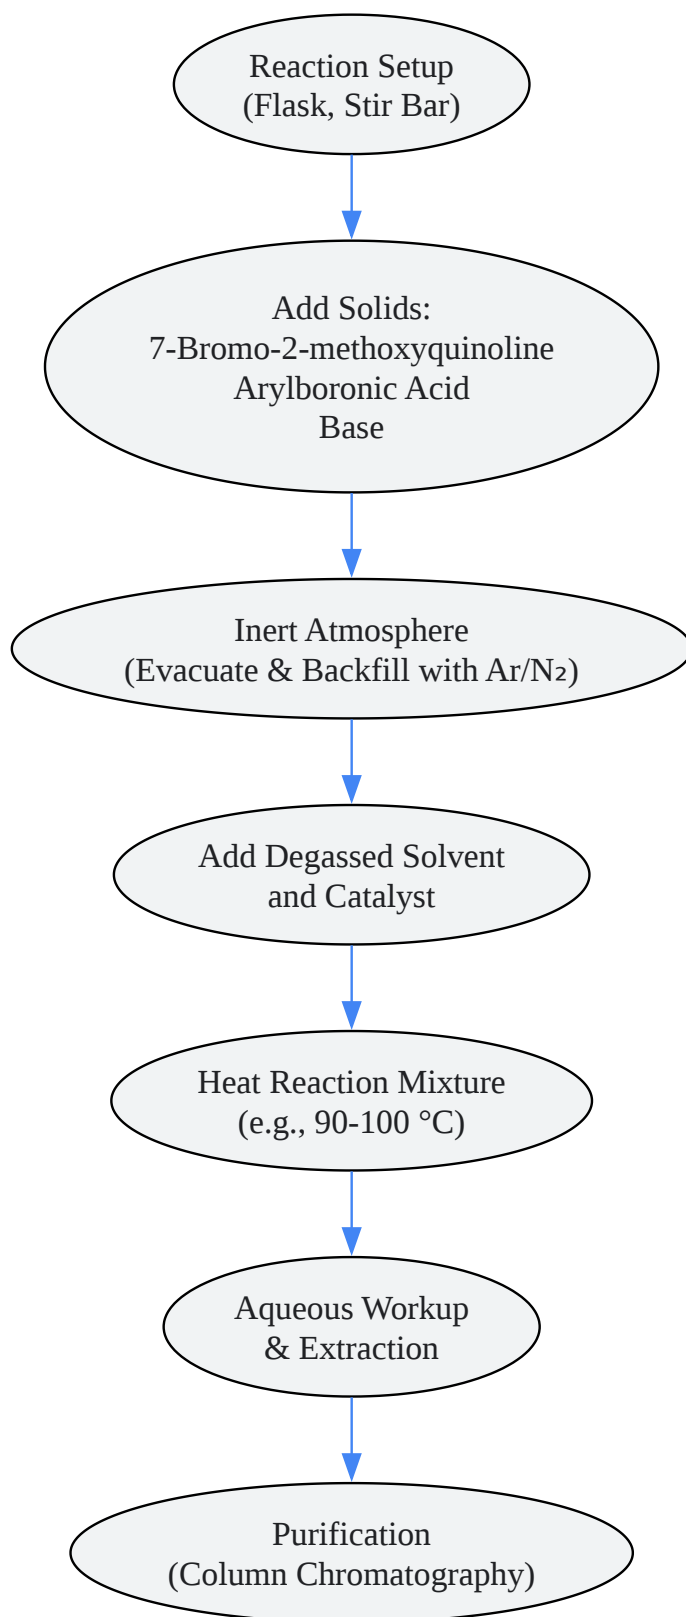 Reaction Setup
(Flask, Stir Bar)
Add Solids:
7-Bromo-2-methoxyquinoline
Arylboronic Acid
Base
Inert Atmosphere
(Evacuate & Backfill with Ar/N₂)
Add Degassed Solvent
and Catalyst
Heat Reaction Mixture
(e.g., 90-100 °C)
Aqueous Workup
& Extraction
Purification
(Column Chromatography)